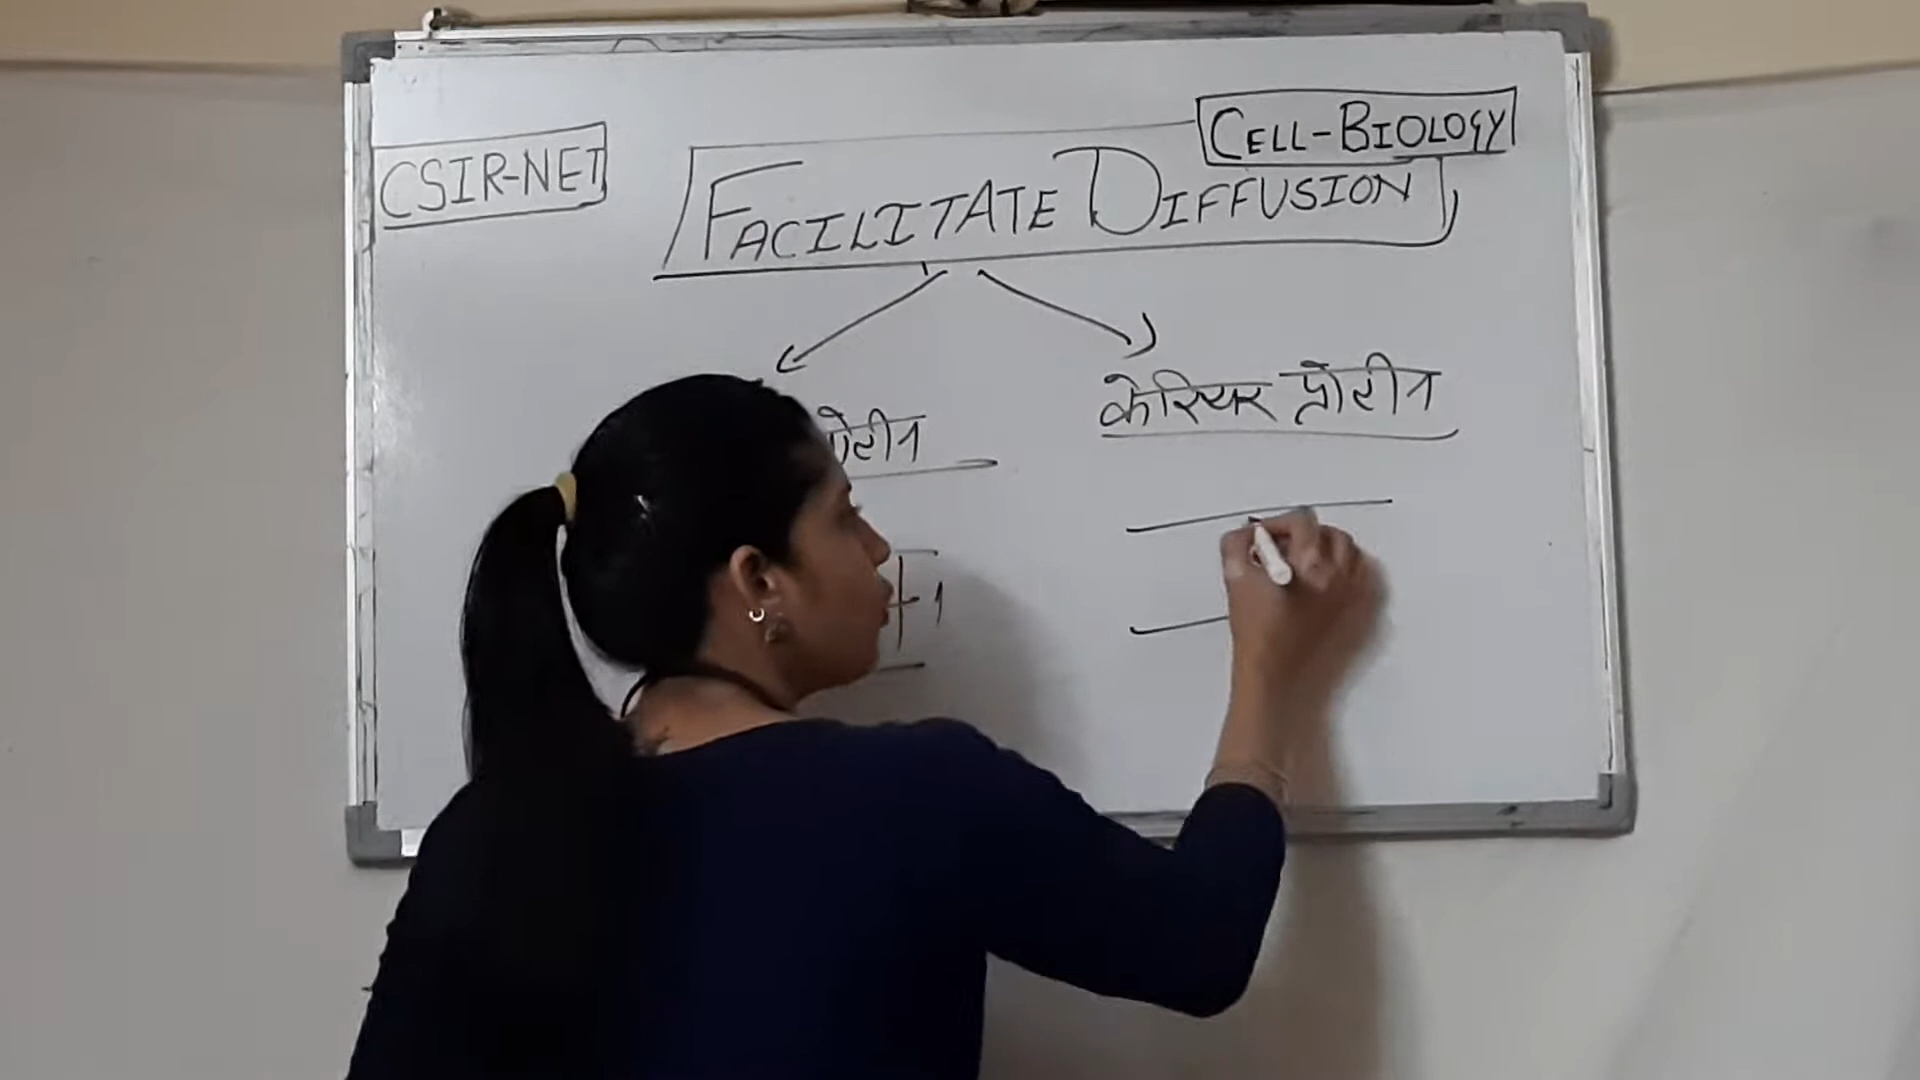 CSIR-NET
CELL-BIOLOGY
FACILITATE DIFFUSION
केरियर प्रोटीन
प्रोटीन